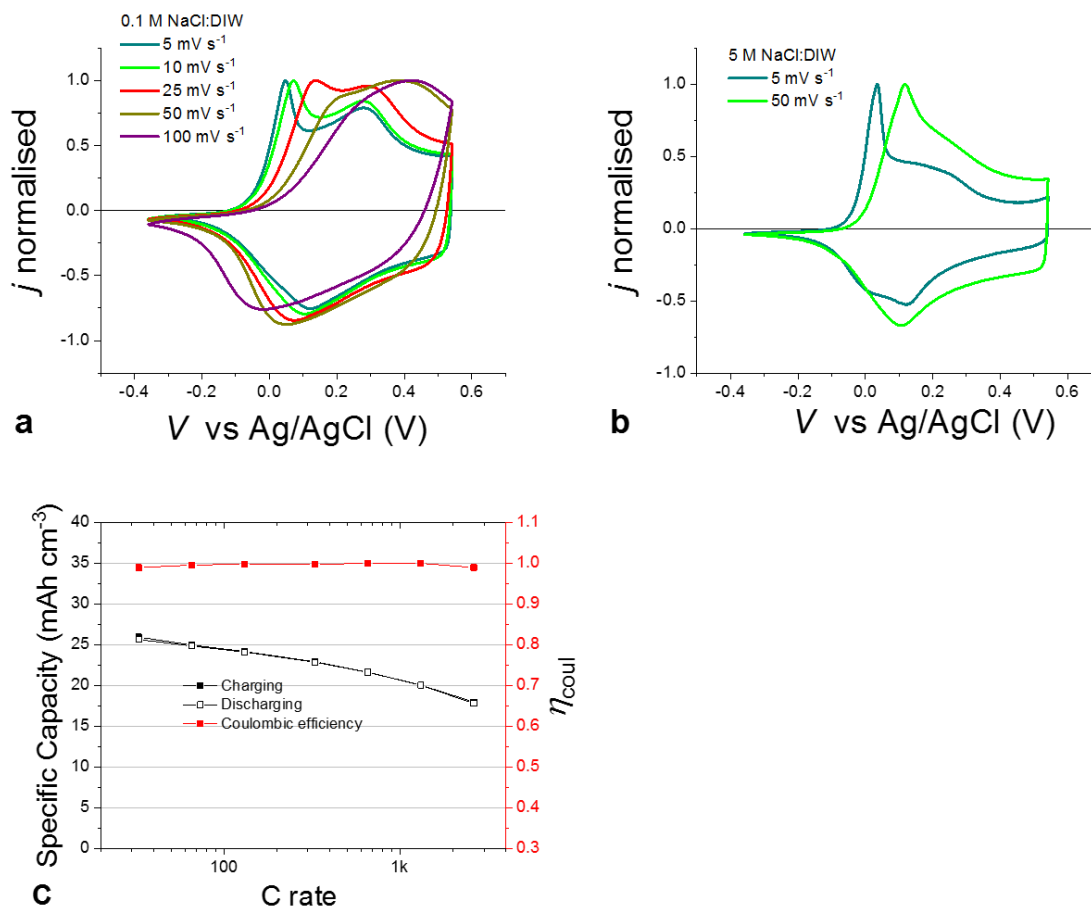 0.1 M NaCl:DIW
5 mV s⁻¹
10 mV s⁻¹
25 mV s⁻¹
50 mV s⁻¹
100 mV s⁻¹
j normalised
1.0
0.5
0.0
-0.5
-1.0
-0.4 -0.2 0.0 0.2 0.4 0.6
V vs Ag/AgCl (V)
a
5 M NaCl:DIW
5 mV s⁻¹
50 mV s⁻¹
j normalised
1.0
0.5
0.0
-0.5
-1.0
-0.4 -0.2 0.0 0.2 0.4 0.6
V vs Ag/AgCl (V)
b
Specific Capacity (mAh cm⁻³)
40
35
30
25
20
15
10
5
0
Charging
Discharging
Coulombic efficiency
1.1
1.0
0.9
0.8
0.7
0.6
0.5
0.4
0.3
ηcoul
100 1k
C rate
c